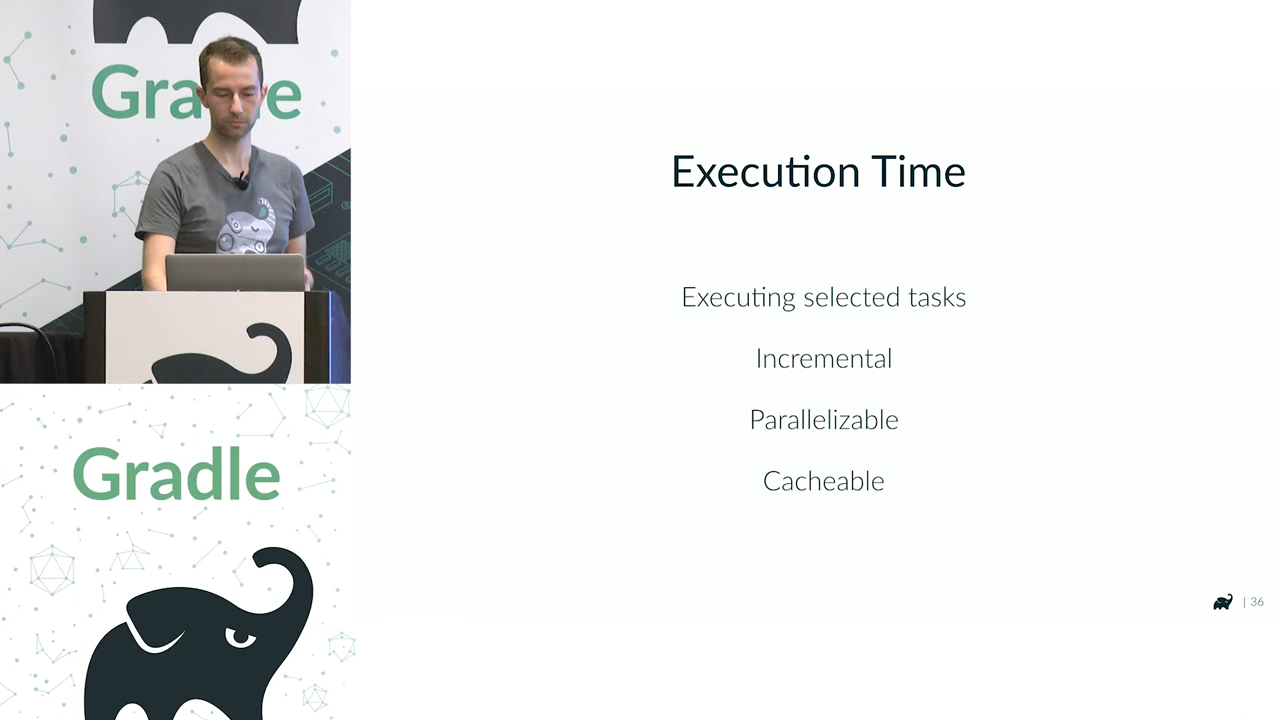 Gradle
Execution Time
Executing selected tasks
Incremental
Parallelizable
Cacheable
| 36
Gradle